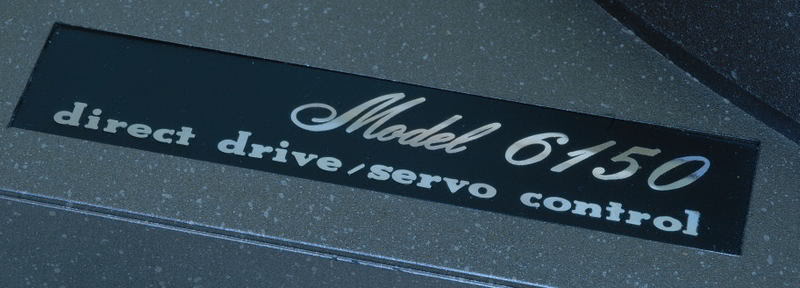 Model 6150
direct drive/servo control